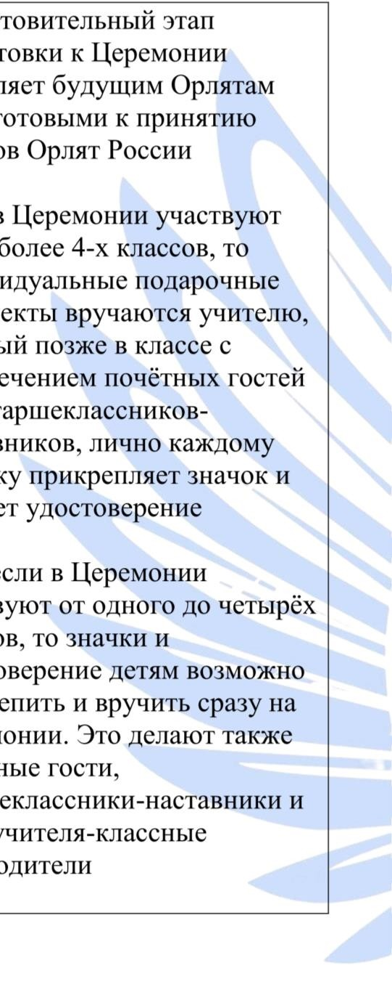 товительный этап
товки к Церемонии
ляет будущим Орлятам
готовыми к принятию
ов Орлят России
в Церемонии участвуют
более 4-х классов, то
идуальные подарочные
екты вручаются учителю,
ый позже в классе с
ечением почётных гостей
таршеклассников-
вников, лично каждому
ку прикрепляет значок и
ет удостоверение
если в Церемонии
вуют от одного до четырёх
ов, то значки и
оверение детям возможно
епить и вручить сразу на
монии. Это делают также
ные гости,
еклассники-наставники и
учителя-классные
одители